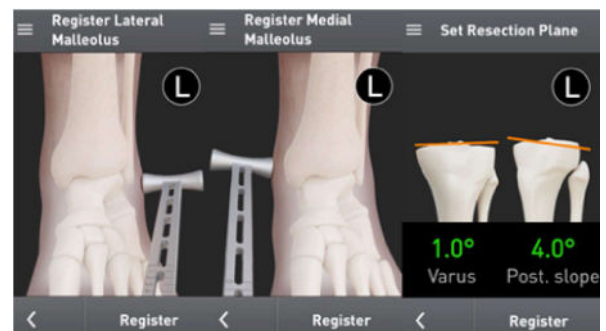 Register Lateral
Malleolus
L
Register
Register Medial
Malleolus
L
Register
Set Resection Plane
L
1.0° 4.0°
Varus Post. slope
Register